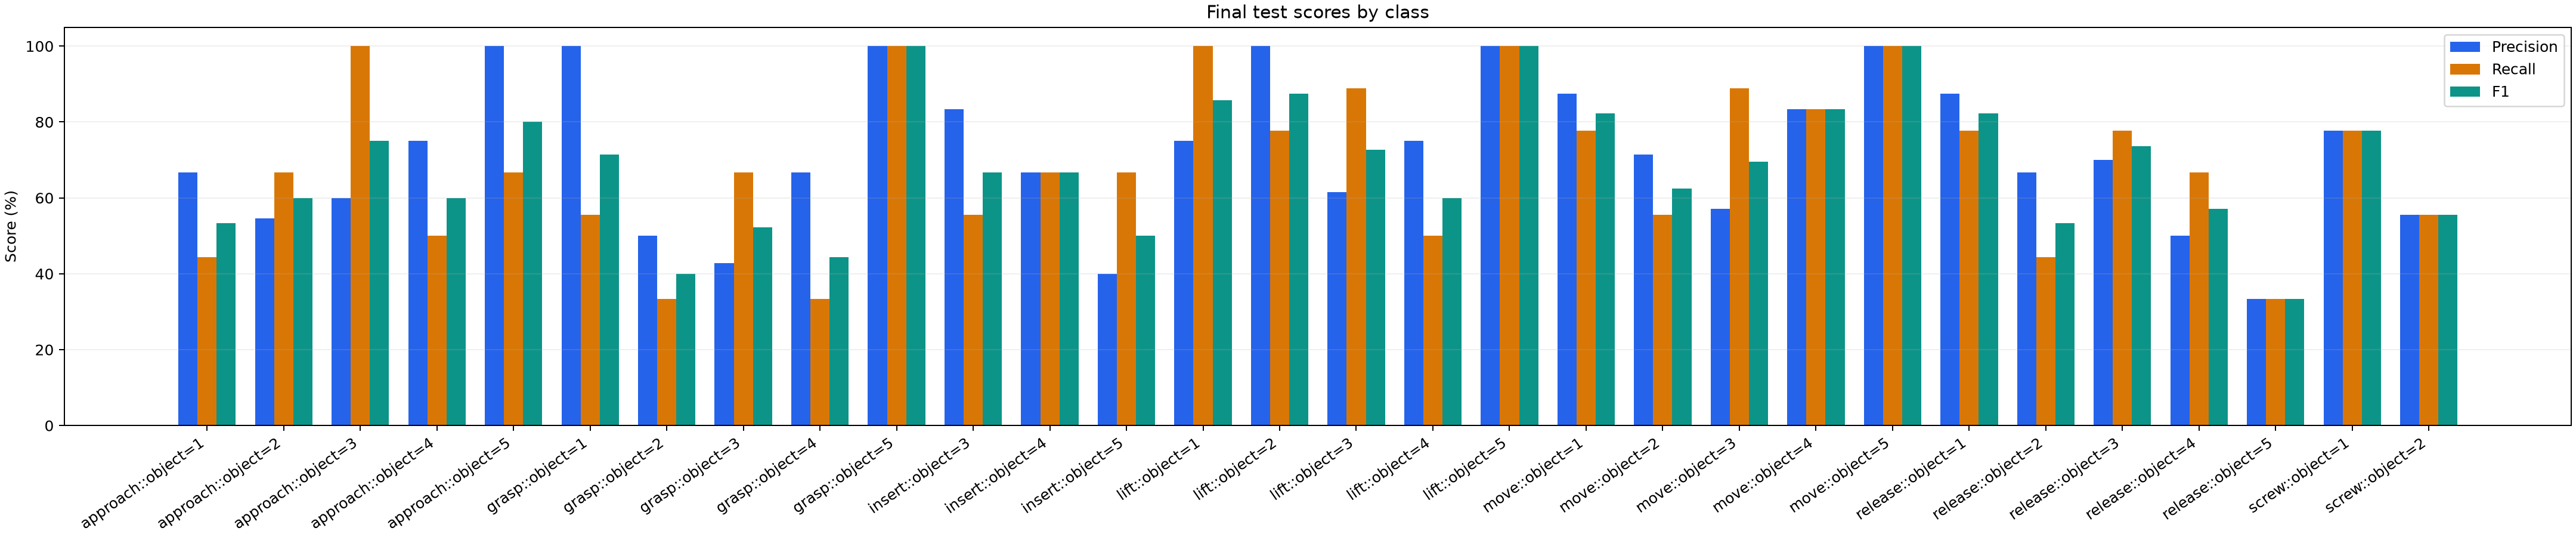 Final test scores by class
Score (%)
100
80
60
40
20
0
Precision
Recall
F1
approach::object=1
approach::object=2
approach::object=3
approach::object=4
approach::object=5
grasp::object=1
grasp::object=2
grasp::object=3
grasp::object=4
grasp::object=5
insert::object=3
insert::object=4
insert::object=5
lift::object=1
lift::object=2
lift::object=3
lift::object=4
lift::object=5
move::object=1
move::object=2
move::object=3
move::object=4
move::object=5
release::object=1
release::object=2
release::object=3
release::object=4
release::object=5
screw::object=1
screw::object=2